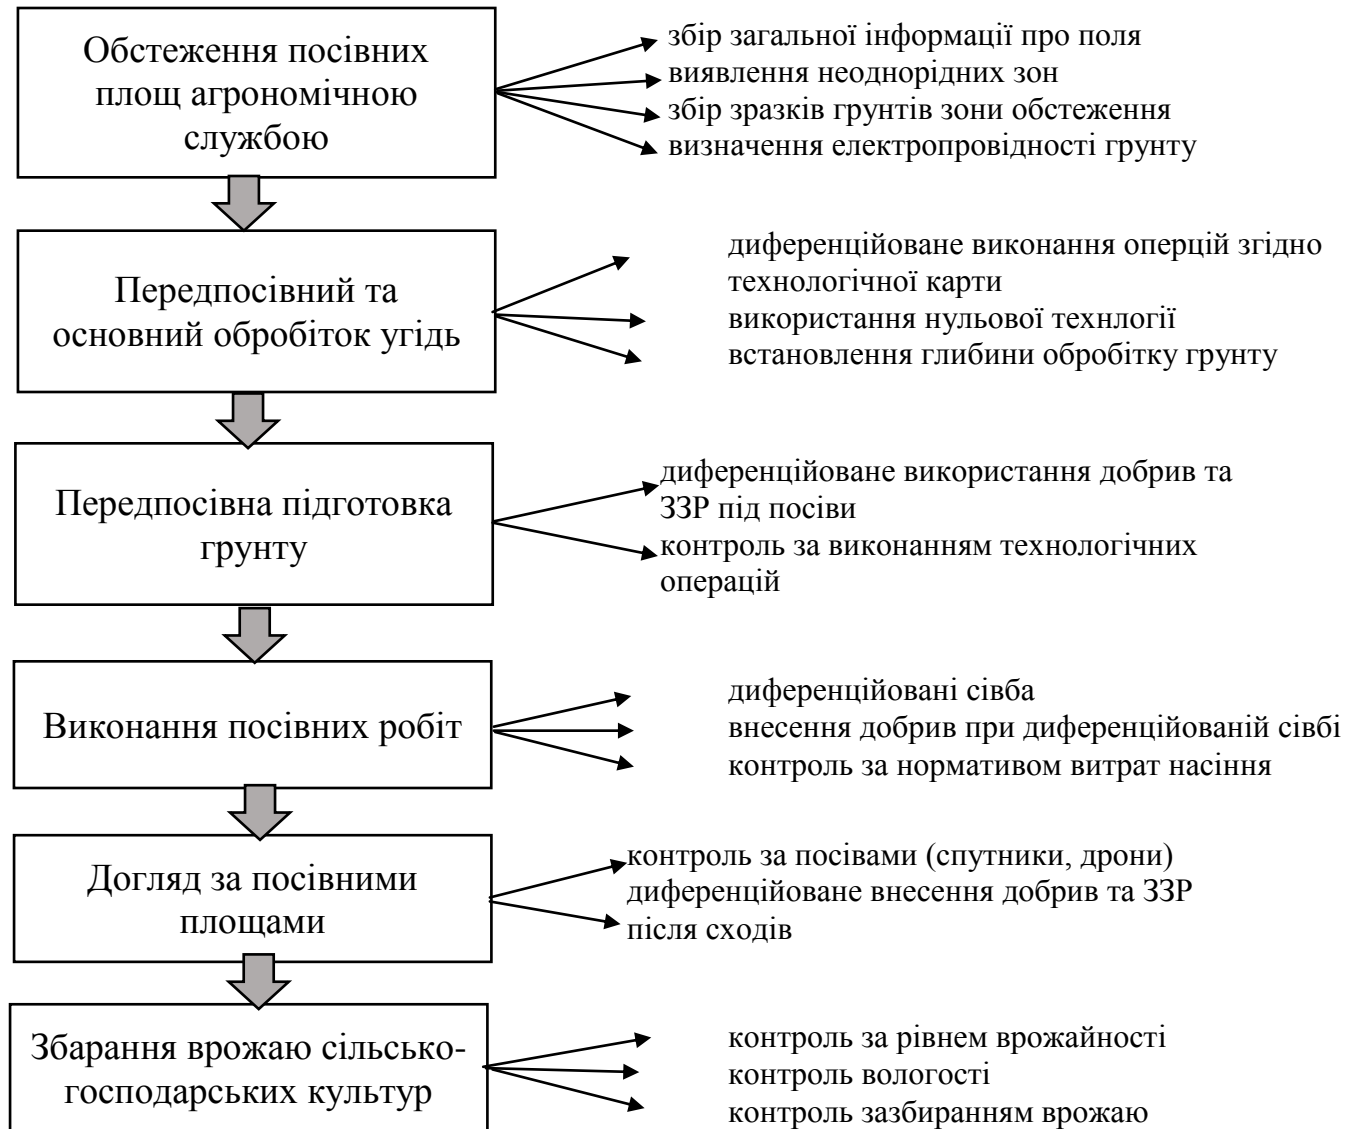 Обстеження посівних
площ агрономічною
службою
збір загальної інформації про поля
виявлення неоднорідних зон
збір зразків грунтів зони обстеження
визначення електропровідності грунту
Передпосівний та
основний обробіток угідь
диференційоване виконання оперцій згідно
технологічної карти
використання нульової технлогії
встановлення глибини обробітку грунту
Передпосівна підготовка
грунту
диференційоване використання добрив та
ЗЗР під посіви
контроль за виконанням технологічних
операцій
Виконання посівних робіт
диференційовані сівба
внесення добрив при диференційованій сівбі
контроль за нормативом витрат насіння
Догляд за посівними
площами
контроль за посівами (спутники, дрони)
диференційоване внесення добрив та ЗЗР
після сходів
Збарання врожаю сільсько-
господарських культур
контроль за рівнем врожайності
контроль вологості
контроль зазбиранням врожаю